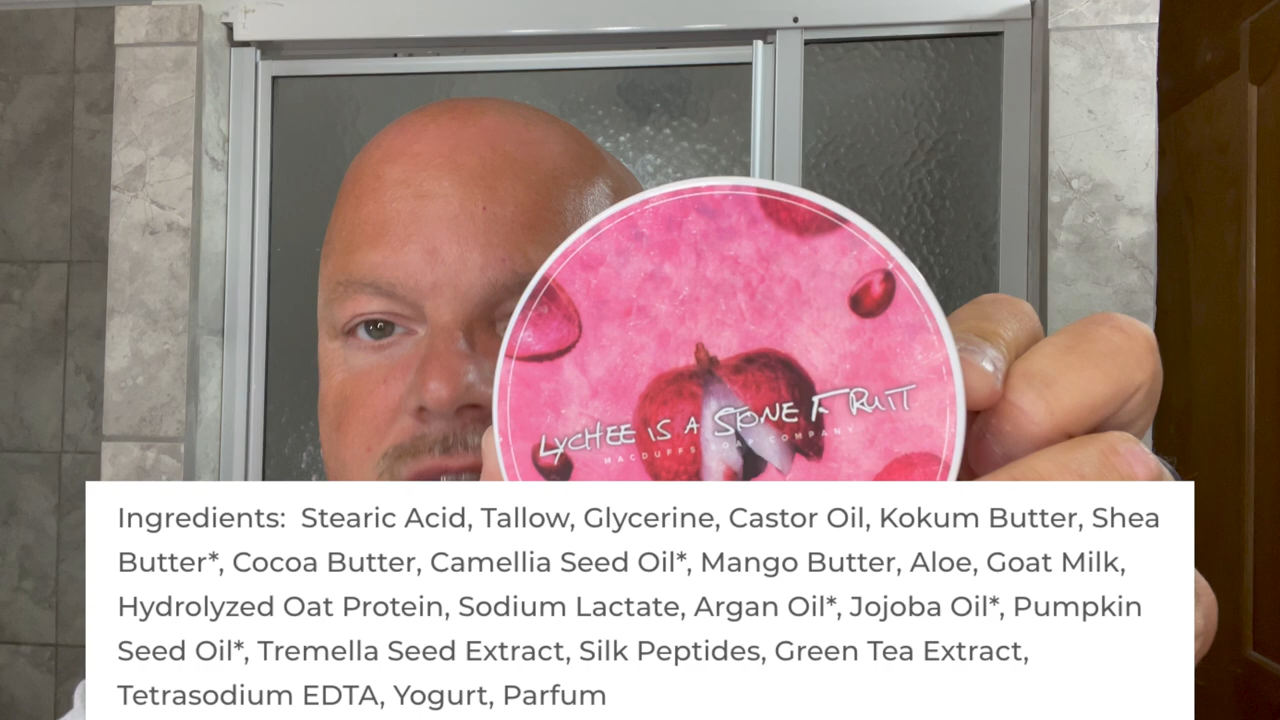 LYCHEE IS A STONE FRUIT
MACDUFFS SOAP COMPANY
Ingredients:  Stearic Acid, Tallow, Glycerine, Castor Oil, Kokum Butter, Shea
Butter*, Cocoa Butter, Camellia Seed Oil*, Mango Butter, Aloe, Goat Milk,
Hydrolyzed Oat Protein, Sodium Lactate, Argan Oil*, Jojoba Oil*, Pumpkin
Seed Oil*, Tremella Seed Extract, Silk Peptides, Green Tea Extract,
Tetrasodium EDTA, Yogurt, Parfum